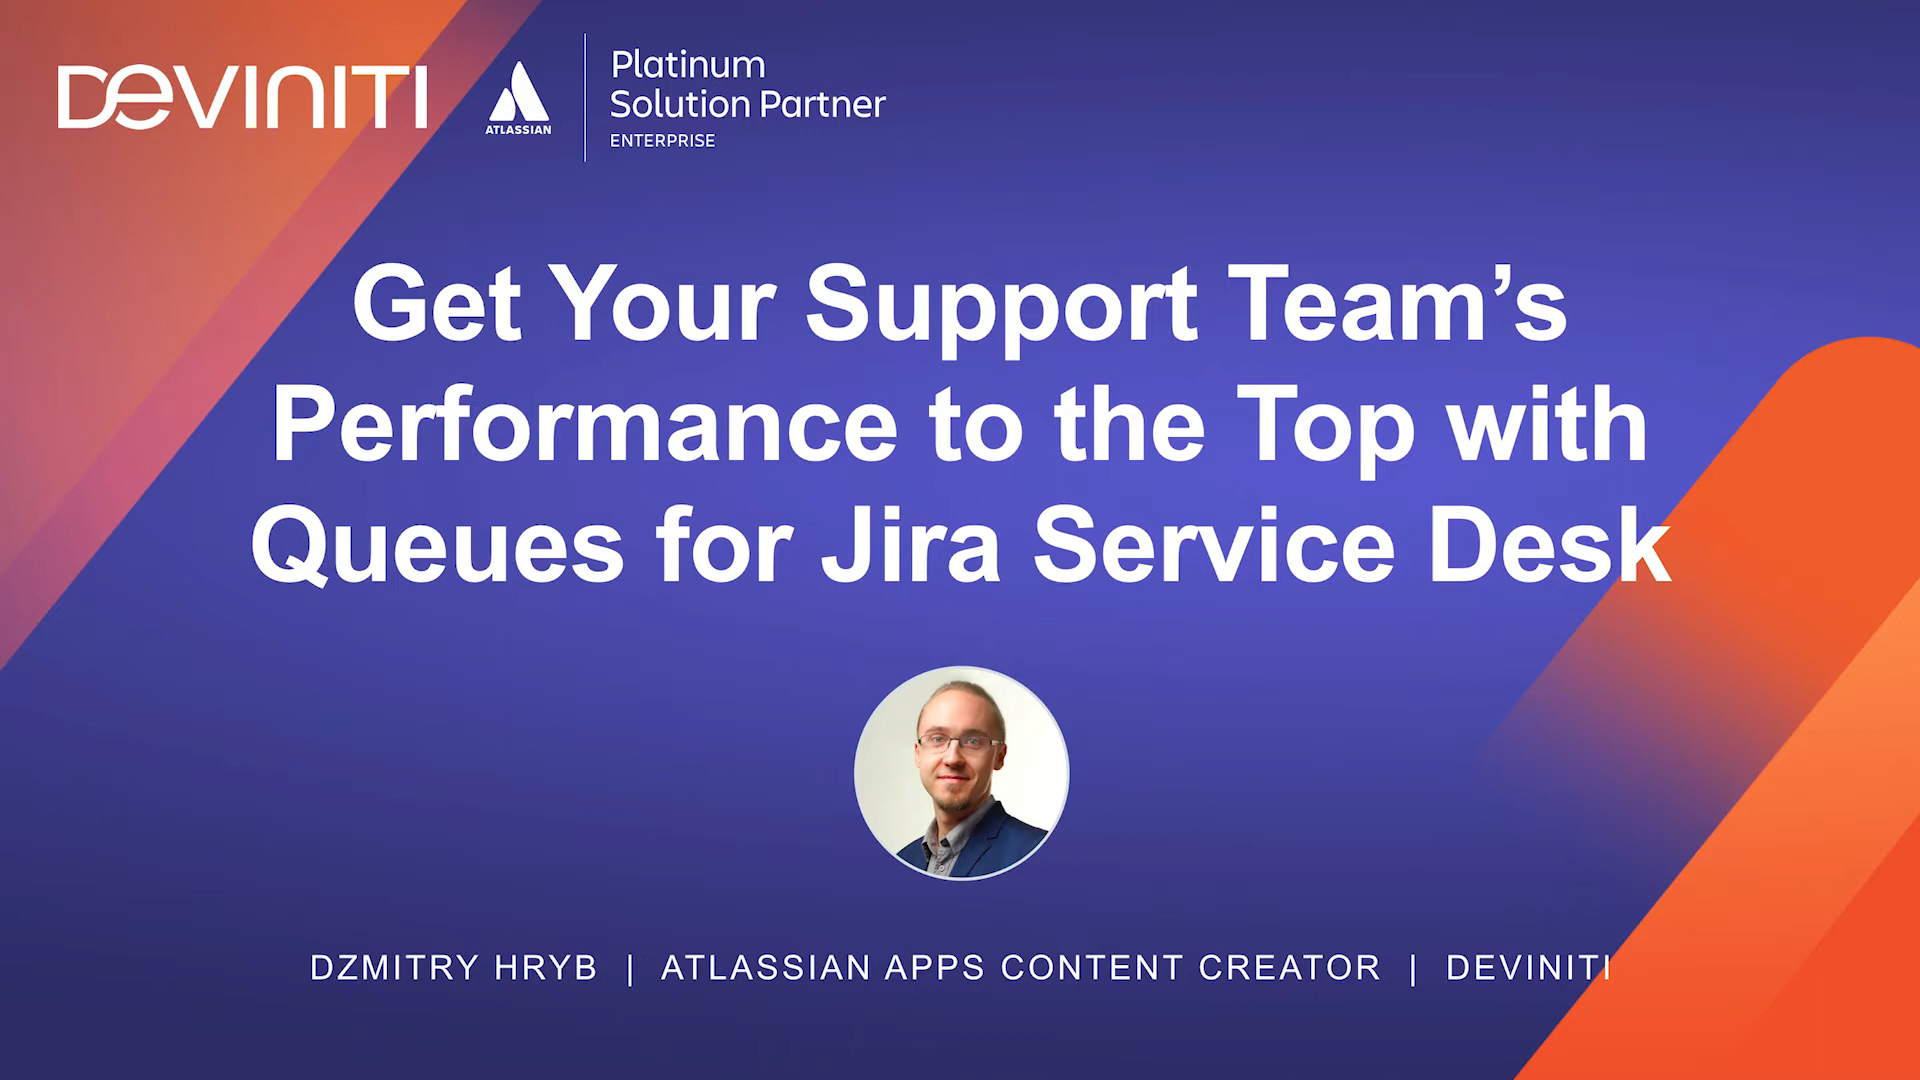 DEVINITI
ATLASSIAN
Platinum
Solution Partner
ENTERPRISE
Get Your Support Team’s
Performance to the Top with
Queues for Jira Service Desk
DZMITRY HRYB | ATLASSIAN APPS CONTENT CREATOR | DEVINITI